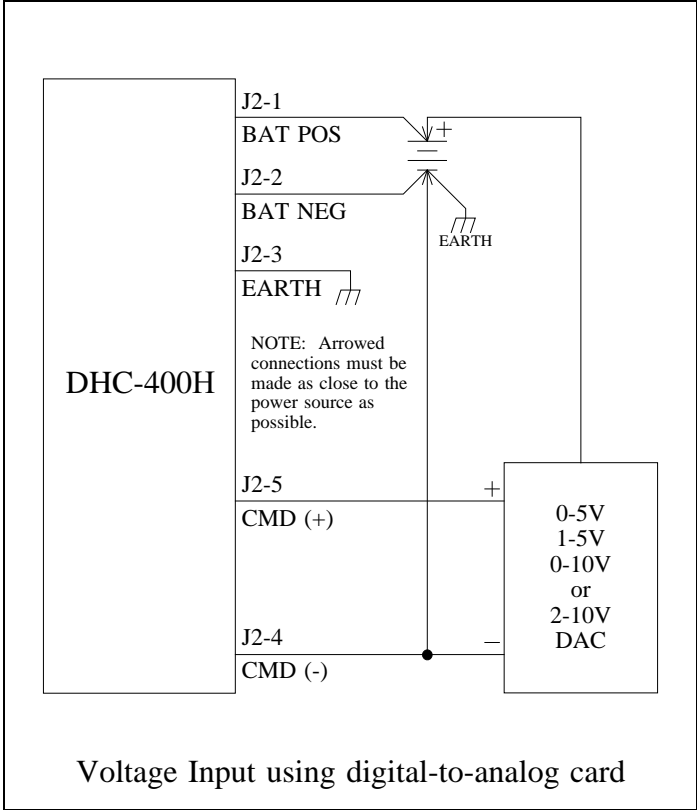 J2-1
BAT POS
+
J2-2
BAT NEG
EARTH
J2-3
EARTH
NOTE: Arrowed
connections must be
made as close to the
power source as
possible.
DHC-400H
J2-5
CMD (+)
+
0-5V
1-5V
0-10V
or
2-10V
DAC
J2-4
CMD (-)
−
Voltage Input using digital-to-analog card